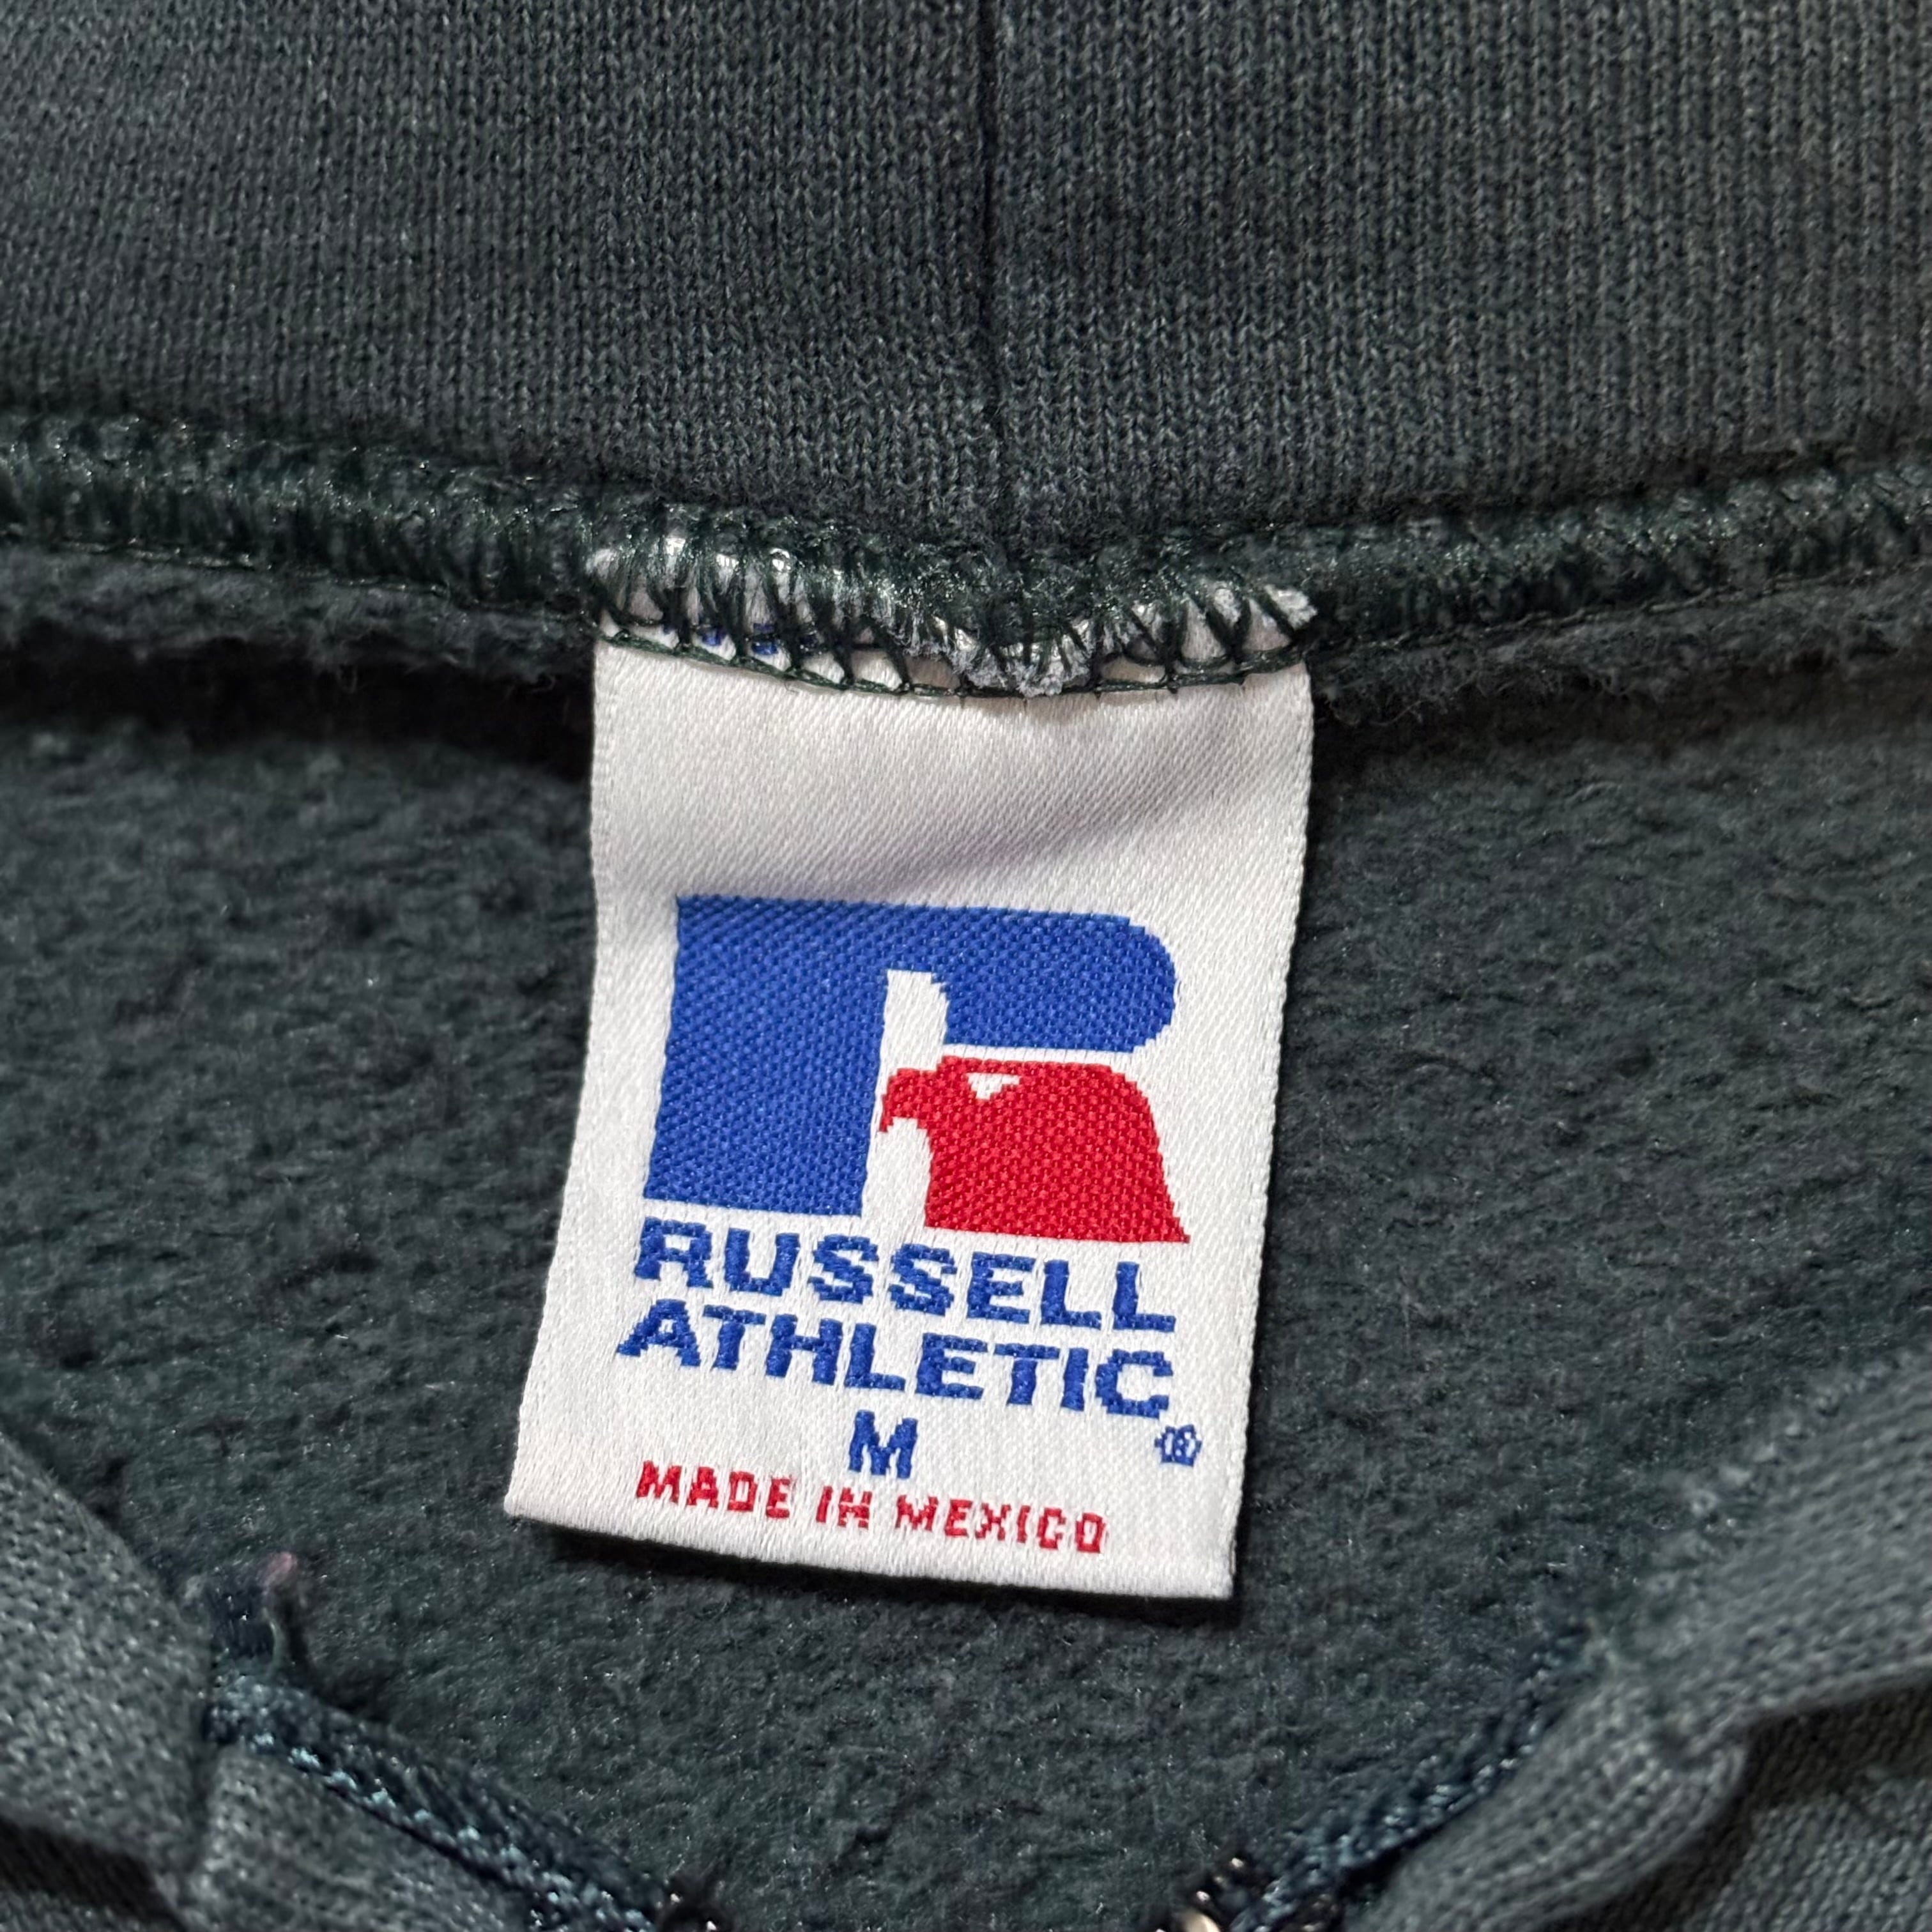 RUSSELL
ATHLETIC®
M
MADE IN MEXICO